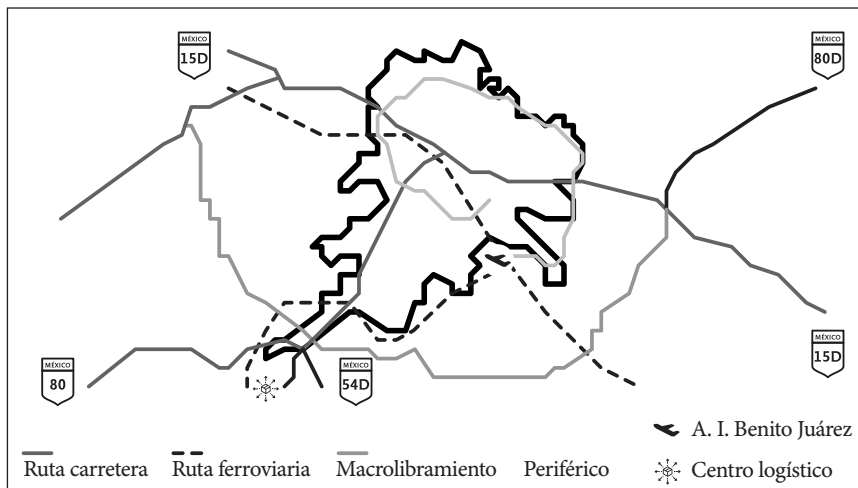 MÉXICO
15D
MÉXICO
80D
MÉXICO
80
MÉXICO
54D
MÉXICO
15D
A. I. Benito Juárez
Ruta carretera Ruta ferroviaria Macrolibramiento Periférico Centro logístico